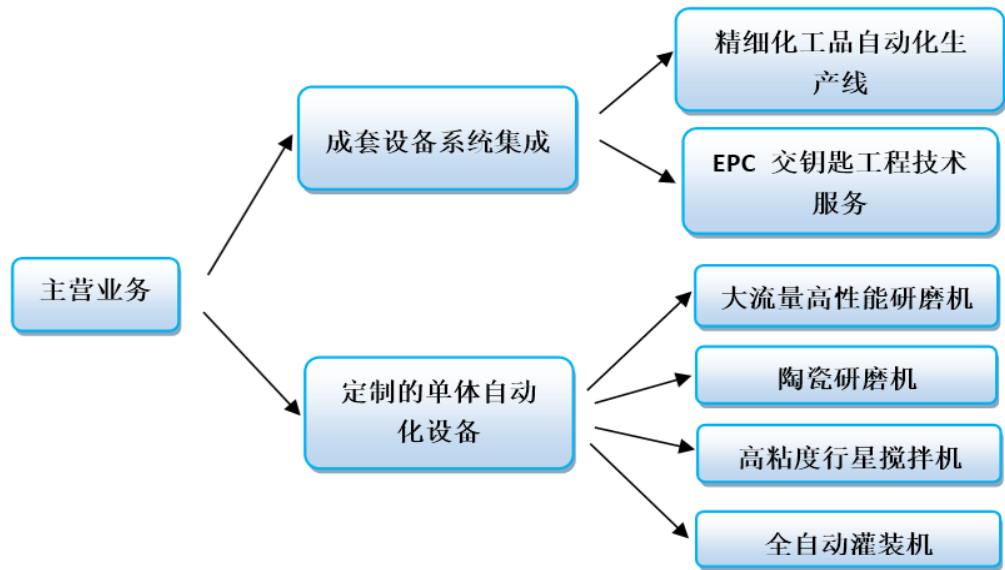 主营业务
成套设备系统集成
精细化工品自动化生
产线
EPC 交钥匙工程技术
服务
定制的单体自动
化设备
大流量高性能研磨机
陶瓷研磨机
高粘度行星搅拌机
全自动灌装机